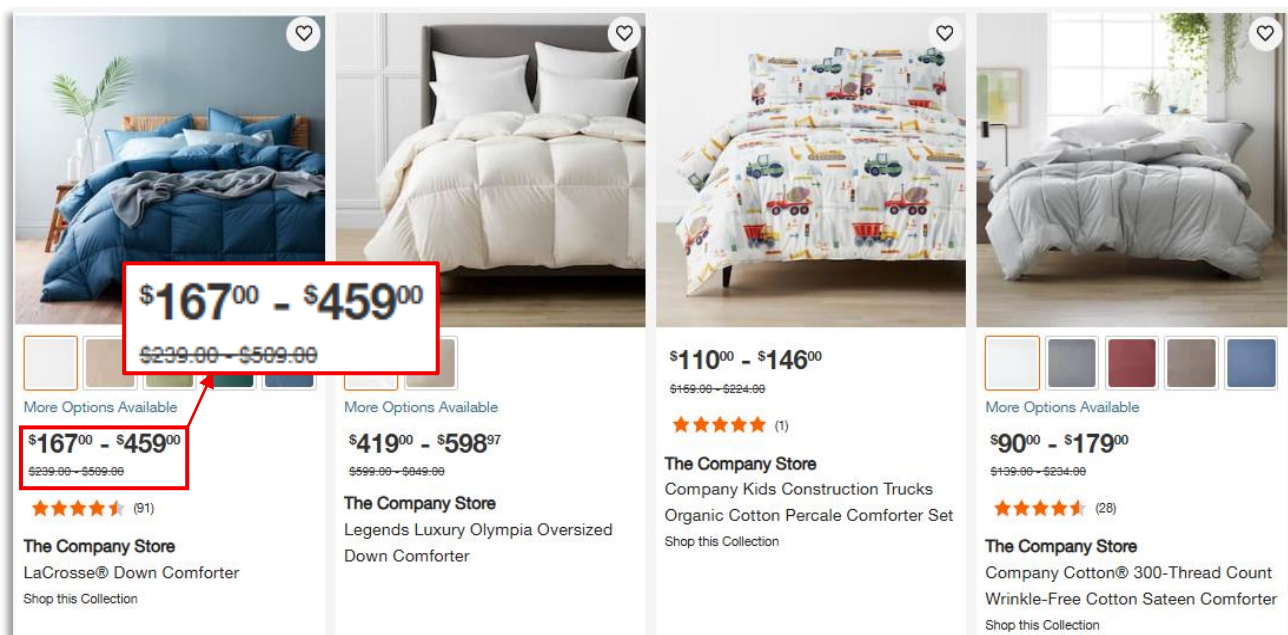 $167.00 - $459.00
$239.00 - $509.00
More Options Available
$167.00 - $459.00
$239.00 - $509.00
(91)
The Company Store
LaCrosse® Down Comforter
Shop this Collection
More Options Available
$419.00 - $598.97
$599.00 - $849.00
The Company Store
Legends Luxury Olympia Oversized
Down Comforter
$110.00 - $146.00
$169.00 - $224.00
(1)
The Company Store
Company Kids Construction Trucks
Organic Cotton Percale Comforter Set
Shop this Collection
More Options Available
$90.00 - $179.00
$139.00 - $234.00
(28)
The Company Store
Company Cotton® 300-Thread Count
Wrinkle-Free Cotton Sateen Comforter
Shop this Collection